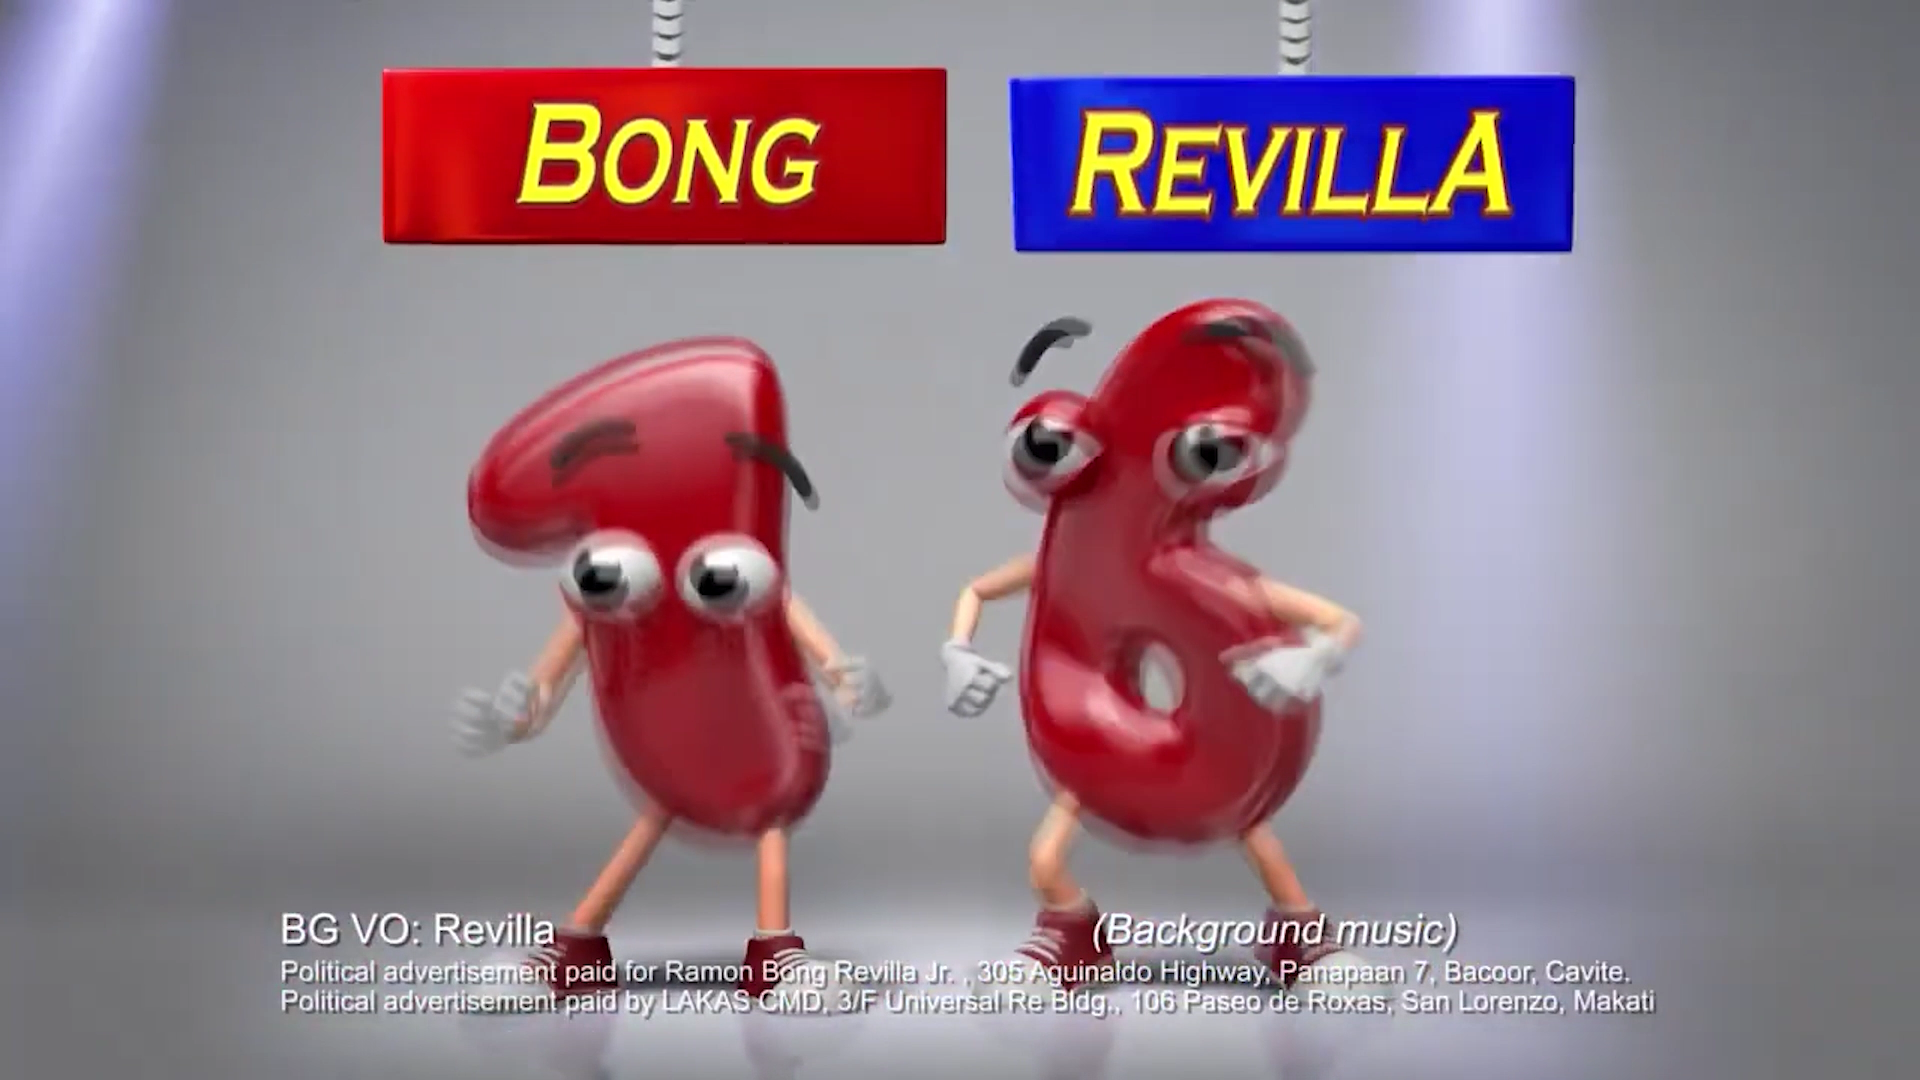 BONG
REVILLA
16
BG VO: Revilla
(Background music)
Political advertisement paid for Ramon Bong Revilla Jr. , 305 Aguinaldo Highway, Panapaan 7, Bacoor, Cavite.
Political advertisement paid by LAKAS CMD, 3/F Universal Re Bldg., 106 Paseo de Roxas, San Lorenzo, Makati